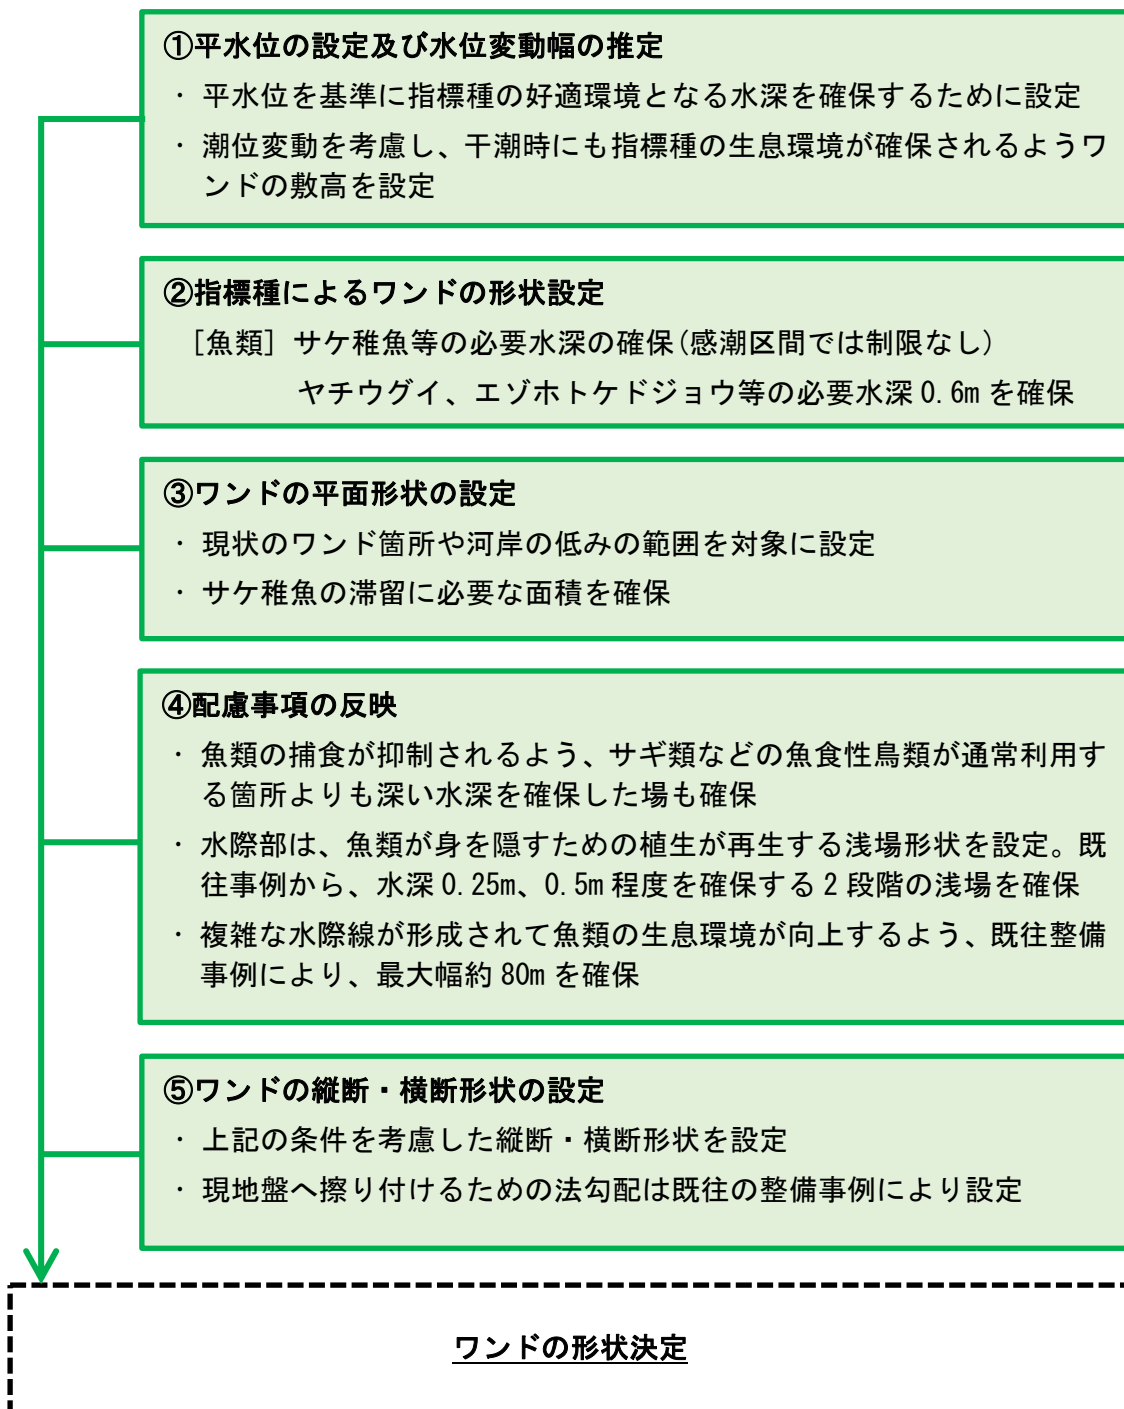 ①平水位の設定及び水位変動幅の推定
・ 平水位を基準に指標種の好適環境となる水深を確保するために設定
・ 潮位変動を考慮し、干潮時にも指標種の生息環境が確保されるようワ
ンドの敷高を設定
②指標種によるワンドの形状設定
［魚類］サケ稚魚等の必要水深の確保(感潮区間では制限なし)
ヤチウグイ、エゾホトケドジョウ等の必要水深 0.6m を確保
③ワンドの平面形状の設定
・ 現状のワンド箇所や河岸の低みの範囲を対象に設定
・ サケ稚魚の滞留に必要な面積を確保
④配慮事項の反映
・ 魚類の捕食が抑制されるよう、サギ類などの魚食性鳥類が通常利用す
る箇所よりも深い水深を確保した場も確保
・ 水際部は、魚類が身を隠すための植生が再生する浅場形状を設定。既
往事例から、水深 0.25m、0.5m 程度を確保する 2 段階の浅場を確保
・ 複雑な水際線が形成されて魚類の生息環境が向上するよう、既往整備
事例により、最大幅約 80m を確保
⑤ワンドの縦断・横断形状の設定
・ 上記の条件を考慮した縦断・横断形状を設定
・ 現地盤へ擦り付けるための法勾配は既往の整備事例により設定
ワンドの形状決定